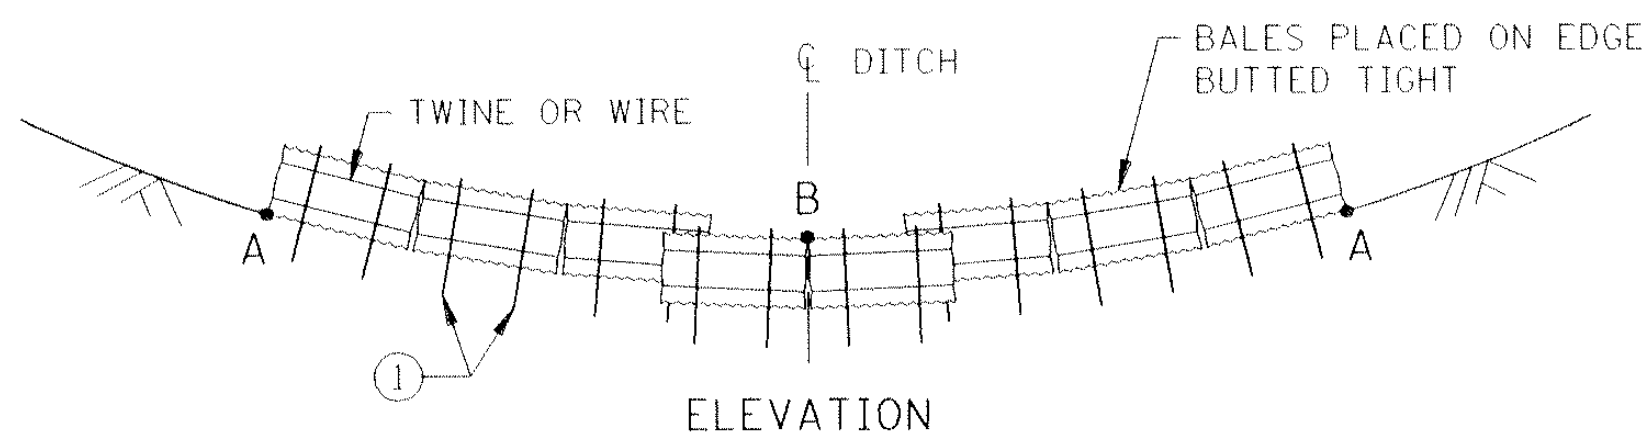 BALES PLACED ON EDGE
BUTTED TIGHT
℄ DITCH
TWINE OR WIRE
B
A
A
1
ELEVATION